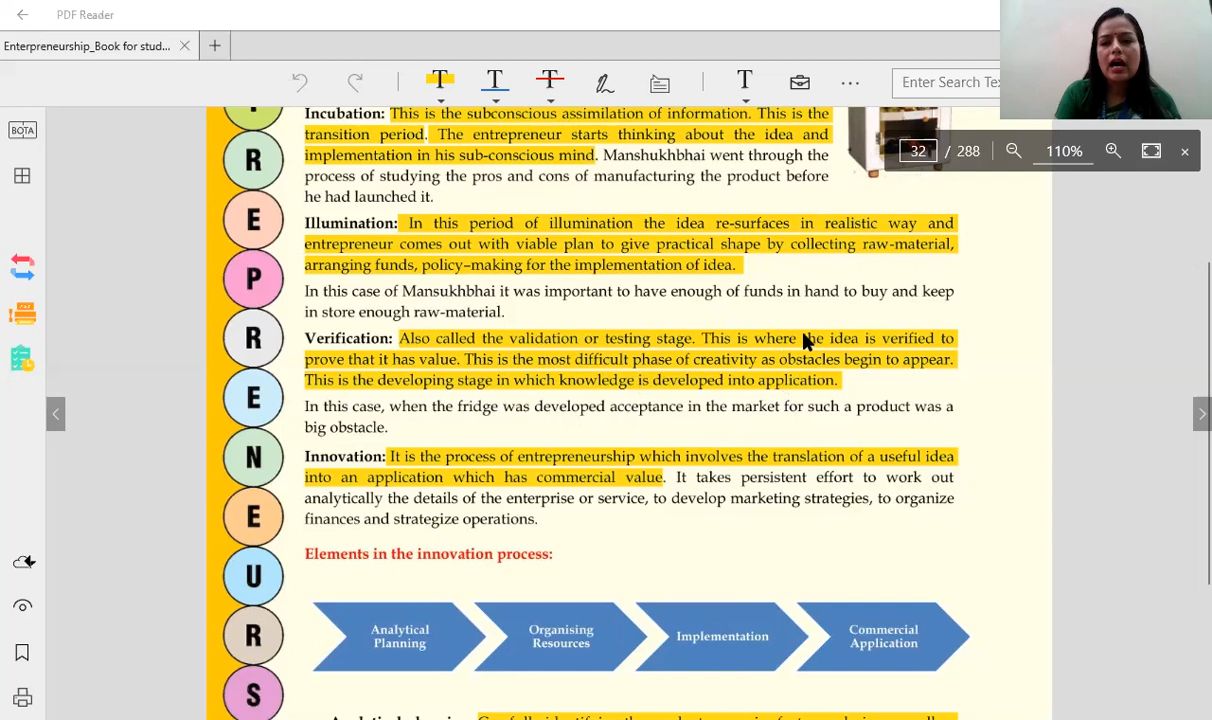 PDF Reader
Enterpreneurship_Book for stud...
Enter Search Tex
BOTA
32 / 288 110%
Incubation: This is the subconscious assimilation of information. This is the
transition period. The entrepreneur starts thinking about the idea and
implementation in his sub-conscious mind. Manshukhbhai went through the
process of studying the pros and cons of manufacturing the product before
he had launched it.
Illumination: In this period of illumination the idea re-surfaces in realistic way and
entrepreneur comes out with viable plan to give practical shape by collecting raw-material,
arranging funds, policy–making for the implementation of idea.
In this case of Mansukhbhai it was important to have enough of funds in hand to buy and keep
in store enough raw-material.
Verification: Also called the validation or testing stage. This is where the idea is verified to
prove that it has value. This is the most difficult phase of creativity as obstacles begin to appear.
This is the developing stage in which knowledge is developed into application.
In this case, when the fridge was developed acceptance in the market for such a product was a
big obstacle.
Innovation: It is the process of entrepreneurship which involves the translation of a useful idea
into an application which has commercial value. It takes persistent effort to work out
analytically the details of the enterprise or service, to develop marketing strategies, to organize
finances and strategize operations.
Elements in the innovation process:
Analytical
Planning
Organising
Resources
Implementation
Commercial
Application
R
E
P
R
E
N
E
U
R
S